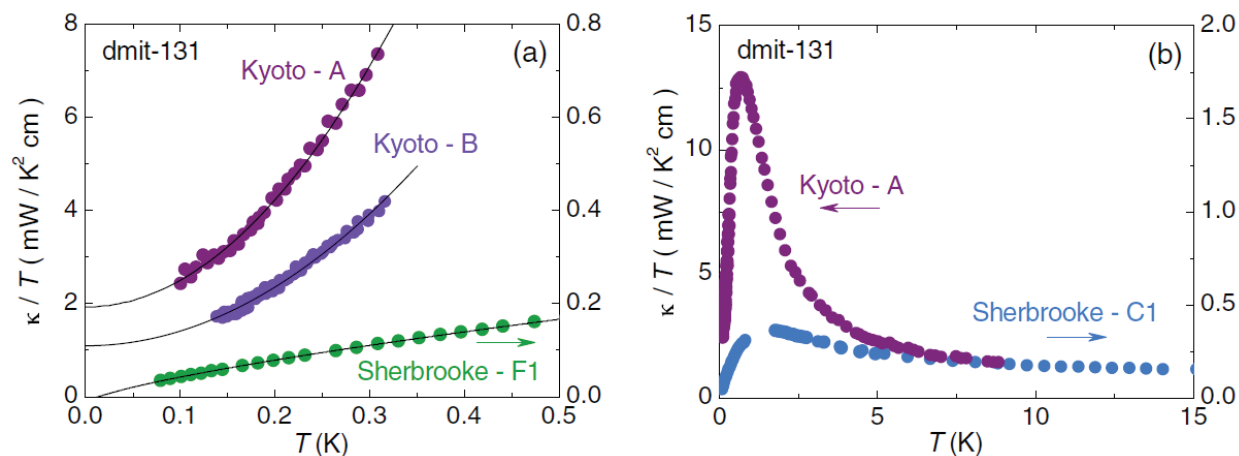 dmit-131
(a)
Kyoto - A
Kyoto - B
Sherbrooke - F1
κ / T ( mW / K² cm )
8
6
4
2
0
0.8
0.6
0.4
0.2
0.0
0.0 0.1 0.2 0.3 0.4 0.5
T (K)
dmit-131
(b)
Kyoto - A
Sherbrooke - C1
κ / T ( mW / K² cm )
15
10
5
0
2.0
1.5
1.0
0.5
0.0
0 5 10 15
T (K)